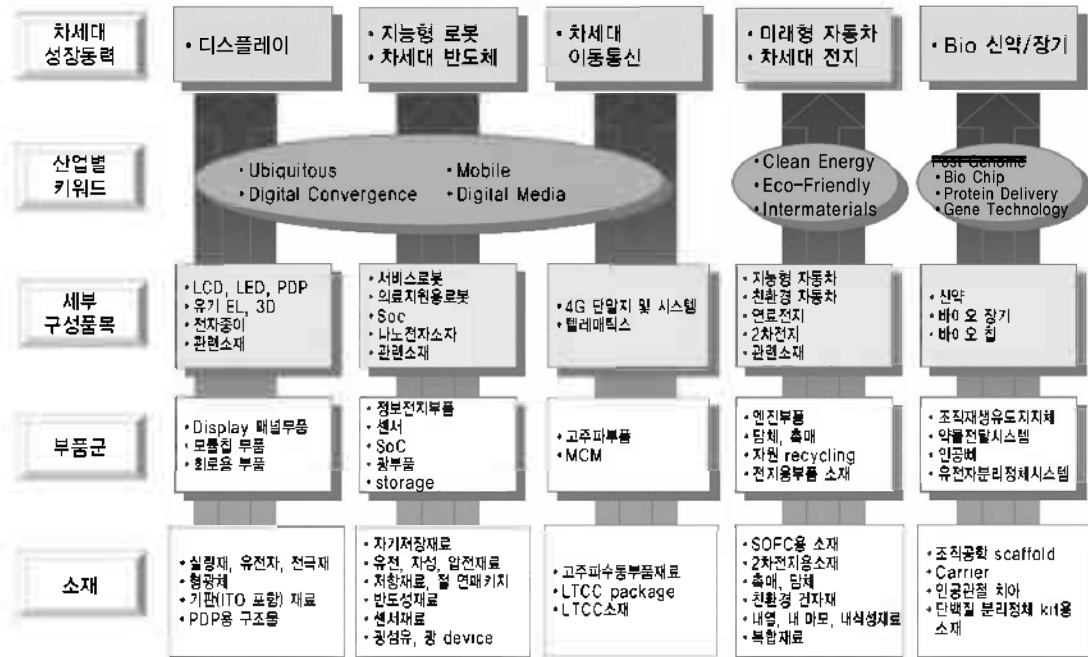 차세대
성장동력
• 디스플레이
• 지능형 로봇
• 차세대 반도체
• 차세대
이동통신
• 미래형 자동차
• 차세대 전지
• Bio 신약/장기
산업별
키워드
• Ubiquitous
• Mobile
• Digital Convergence
• Digital Media
• Clean Energy
• Eco-Friendly
• Intermaterials
Post Genome
• Bio Chip
• Protein Delivery
• Gene Technology
세부
구성품목
• LCD, LED, PDP
• 유기 EL, 3D
• 전자종이
• 관련소재
• 서비스로봇
• 의료지원용로봇
• Soc
• 나노전자소자
• 관련소재
• 4G 단말지 및 시스템
• 텔레매틱스
• 지능형 자동차
• 친환경 자동차
• 연료전지
• 2차전지
• 관련소재
• 신약
• 바이오 장기
• 바이오 칩
부품군
• Display 패널부품
• 모듈칩 부품
• 회로용 부품
• 정보전지부품
• 센서
• SoC
• 광부품
• storage
• 고주파부품
• MCM
• 엔진부품
• 담체, 촉매
• 자원 recycling
• 전지용부품 소재
• 조직재생유도지지체
• 약물전달시스템
• 인공뼈
• 유전자분리정체시스템
소재
• 실링재, 유전자, 전극재
• 형광체
• 기판(ITO 포함) 재료
• PDP용 구조물
• 자기저장재료
• 유전, 자성, 압전재료
• 저항재료, 절 연패키지
• 반도성재료
• 센서재료
• 광섬유, 광 device
• 고주파수동부품재료
• LTCC package
• LTCC소재
• SOFC용 소재
• 2차전지용소재
• 촉매, 담체
• 친환경 건자재
• 내열, 내 마모, 내식성재료
• 복합재료
• 조직공학 scaffold
• Carrier
• 인공관절 치아
• 단백질 분리정체 kit용
소재